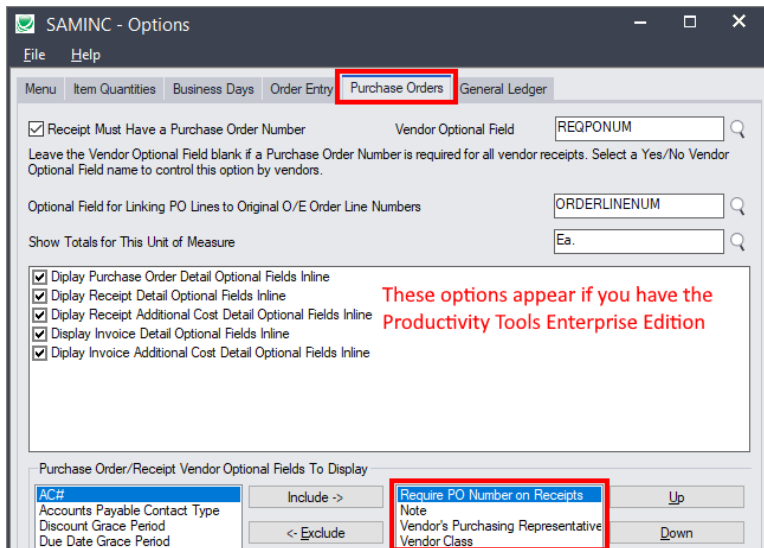 SAMINC - Options
File Help
Menu Item Quantities Business Days Order Entry Purchase Orders General Ledger
Receipt Must Have a Purchase Order Number Vendor Optional Field REQPONUM
Leave the Vendor Optional Field blank if a Purchase Order Number is required for all vendor receipts. Select a Yes/No Vendor
Optional Field name to control this option by vendors.
Optional Field for Linking PO Lines to Original O/E Order Line Numbers ORDERLINENUM
Show Totals for This Unit of Measure Ea.
Diplay Purchase Order Detail Optional Fields Inline
Diplay Receipt Detail Optional Fields Inline
Diplay Receipt Additional Cost Detail Optional Fields Inline
Display Invoice Detail Optional Fields Inline
Diplay Invoice Additional Cost Detail Optional Fields Inline
These options appear if you have the
Productivity Tools Enterprise Edition
Purchase Order/Receipt Vendor Optional Fields To Display
AC#
Accounts Payable Contact Type
Discount Grace Period
Due Date Grace Period
Include ->
<- Exclude
Require PO Number on Receipts
Note
Vendor's Purchasing Representative
Vendor Class
Up
Down